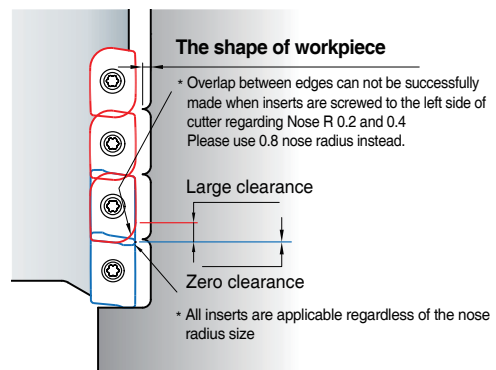 The shape of workpiece
* Overlap between edges can not be successfully
made when inserts are screwed to the left side of
cutter regarding Nose R 0.2 and 0.4
Please use 0.8 nose radius instead.
Large clearance
Zero clearance
* All inserts are applicable regardless of the nose
radius size